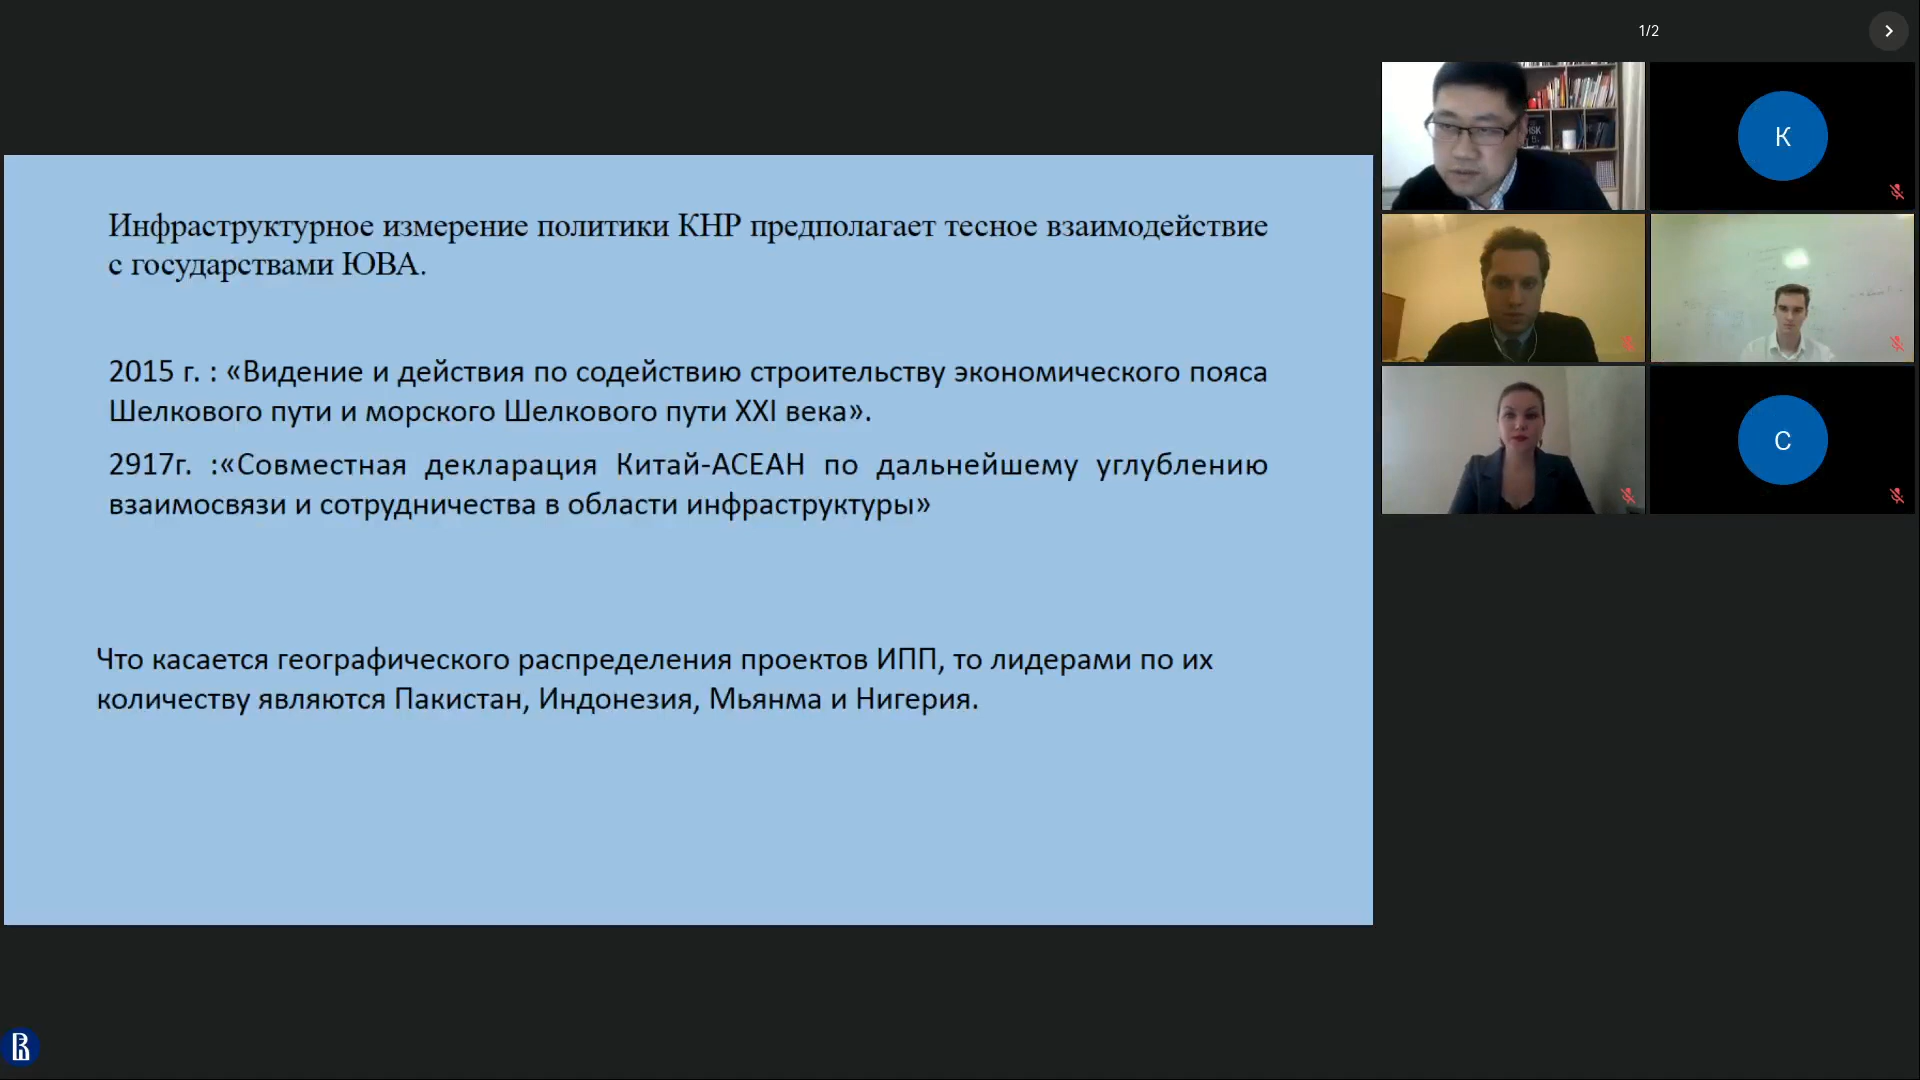 1/2
Инфраструктурное измерение политики КНР предполагает тесное взаимодействие
с государствами ЮВА.
2015 г. : «Видение и действия по содействию строительству экономического пояса
Шелкового пути и морского Шелкового пути XXI века».
2917г. :«Совместная декларация Китай-АСЕАН по дальнейшему углублению
взаимосвязи и сотрудничества в области инфраструктуры»
Что касается географического распределения проектов ИПП, то лидерами по их
количеству являются Пакистан, Индонезия, Мьянма и Нигерия.
К
С